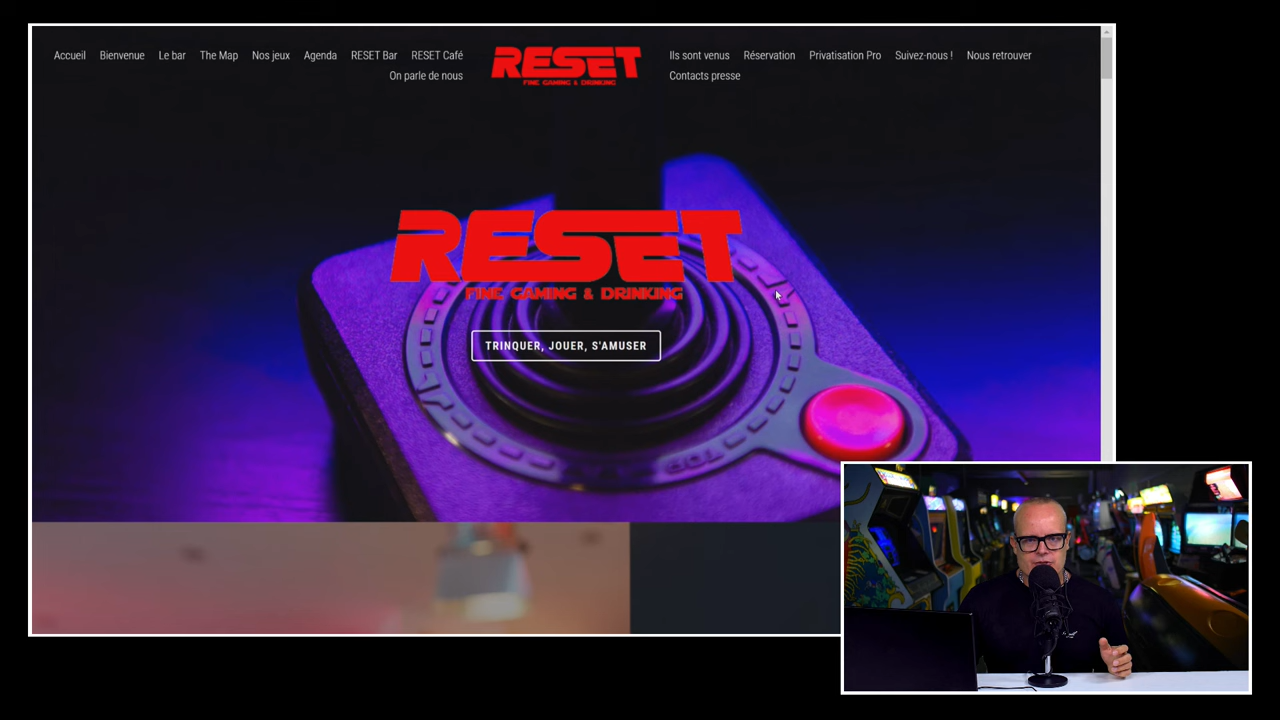 Accueil Bienvenue Le bar The Map Nos jeux Agenda RESET Bar RESET Café
On parle de nous
RESET
FINE GAMING & DRINKING
Ils sont venus Réservation Privatisation Pro Suivez-nous ! Nous retrouver
Contacts presse
RESET
FINE GAMING & DRINKING
TRINQUER, JOUER, S'AMUSER
TOP